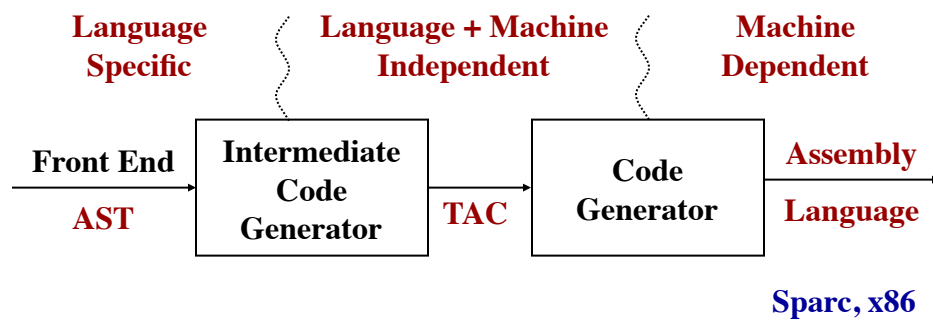 Language
Specific
Language + Machine
Independent
Machine
Dependent
Front End
AST
Intermediate
Code
Generator
TAC
Code
Generator
Assembly
Language
Sparc, x86